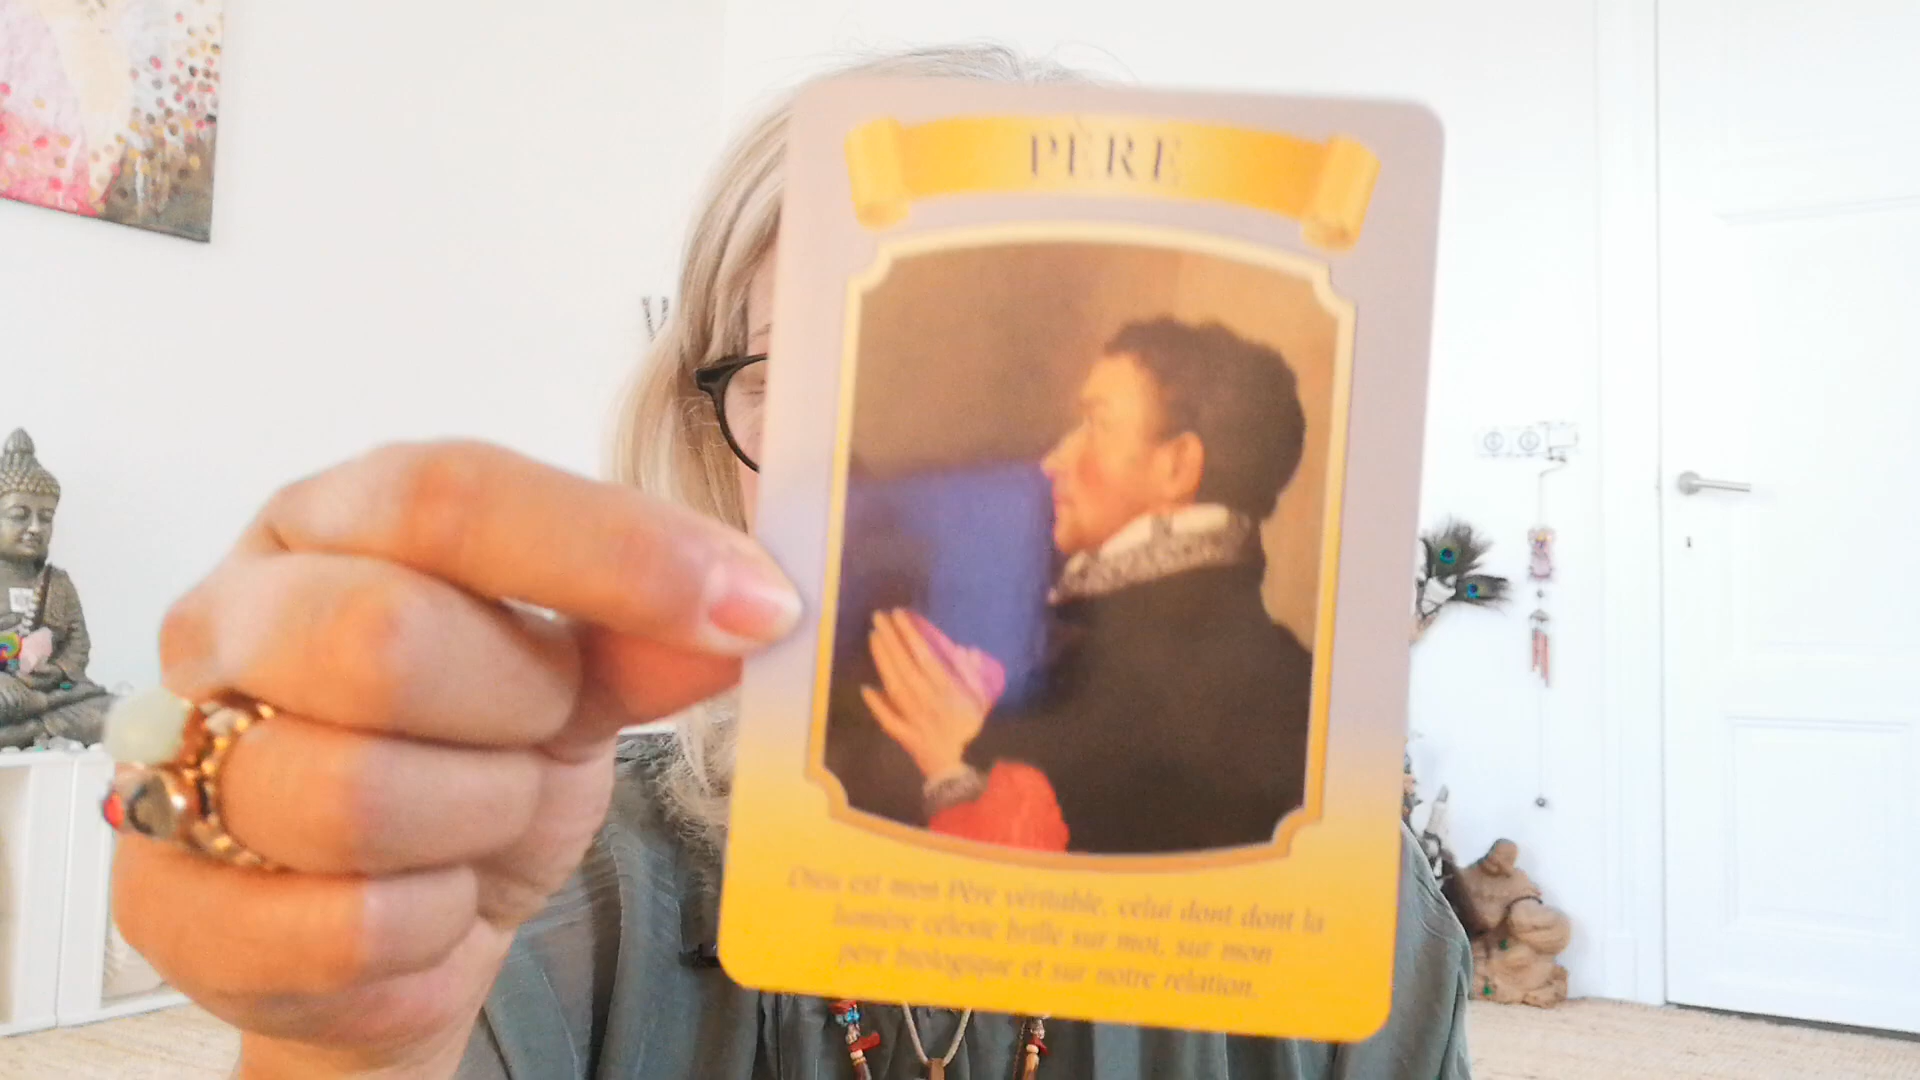 PÈRE
Dieu est mon Père véritable, celui dont dont la
lumière céleste brille sur moi, sur mon
père biologique et sur notre relation.